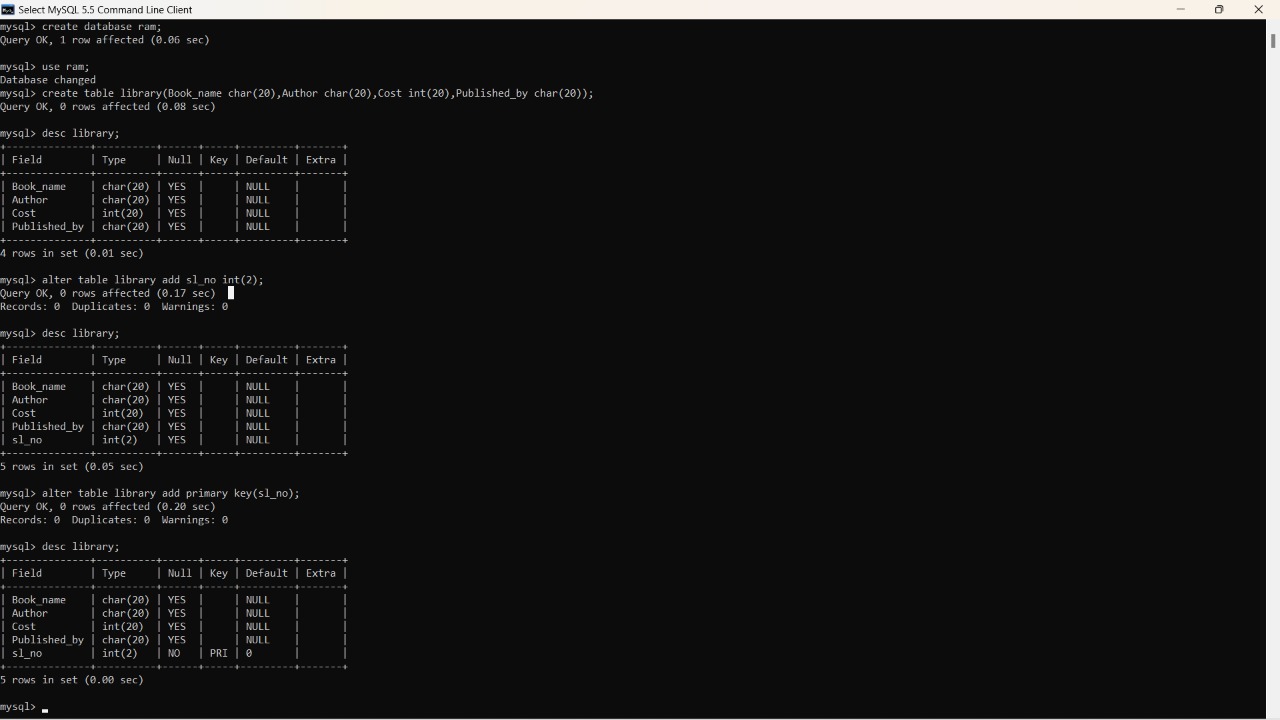 Select MySQL 5.5 Command Line Client
mysql> create database ram;
Query OK, 1 row affected (0.06 sec)
mysql> use ram;
Database changed
mysql> create table library(Book_name char(20),Author char(20),Cost int(20),Published_by char(20));
Query OK, 0 rows affected (0.08 sec)
mysql> desc library;
+--------------+----------+------+-----+---------+-------+
| Field        | Type     | Null | Key | Default | Extra |
+--------------+----------+------+-----+---------+-------+
| Book_name    | char(20) | YES  |     | NULL    |       |
| Author       | char(20) | YES  |     | NULL    |       |
| Cost         | int(20)  | YES  |     | NULL    |       |
| Published_by | char(20) | YES  |     | NULL    |       |
+--------------+----------+------+-----+---------+-------+
4 rows in set (0.01 sec)
mysql> alter table library add sl_no int(2);
Query OK, 0 rows affected (0.17 sec)
Records: 0  Duplicates: 0  Warnings: 0
mysql> desc library;
+--------------+----------+------+-----+---------+-------+
| Field        | Type     | Null | Key | Default | Extra |
+--------------+----------+------+-----+---------+-------+
| Book_name    | char(20) | YES  |     | NULL    |       |
| Author       | char(20) | YES  |     | NULL    |       |
| Cost         | int(20)  | YES  |     | NULL    |       |
| Published_by | char(20) | YES  |     | NULL    |       |
| sl_no        | int(2)   | YES  |     | NULL    |       |
+--------------+----------+------+-----+---------+-------+
5 rows in set (0.05 sec)
mysql> alter table library add primary key(sl_no);
Query OK, 0 rows affected (0.20 sec)
Records: 0  Duplicates: 0  Warnings: 0
mysql> desc library;
+--------------+----------+------+-----+---------+-------+
| Field        | Type     | Null | Key | Default | Extra |
+--------------+----------+------+-----+---------+-------+
| Book_name    | char(20) | YES  |     | NULL    |       |
| Author       | char(20) | YES  |     | NULL    |       |
| Cost         | int(20)  | YES  |     | NULL    |       |
| Published_by | char(20) | YES  |     | NULL    |       |
| sl_no        | int(2)   | NO   | PRI | 0       |       |
+--------------+----------+------+-----+---------+-------+
5 rows in set (0.00 sec)
mysql>